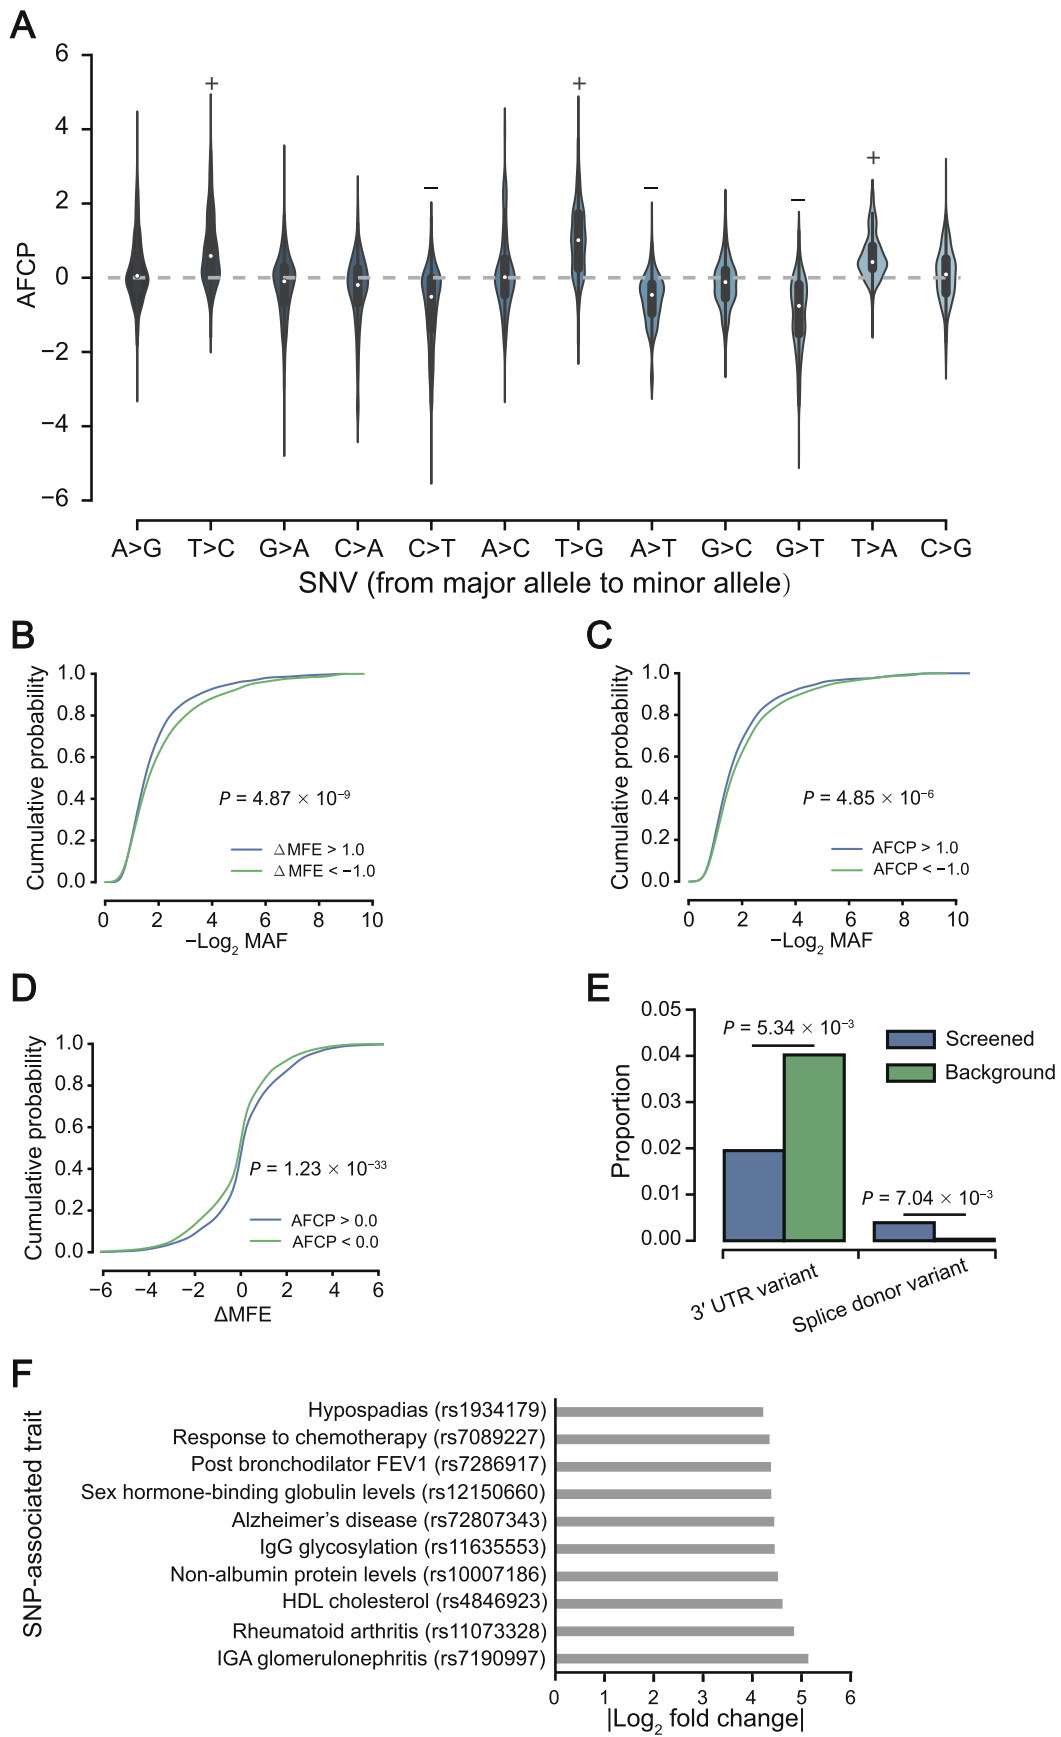 A
6
4
2
0
−2
−4
−6
AFCP
+
+
−
−
−
+
A>G T>C G>A C>A C>T A>C T>G A>T G>C G>T T>A C>G
SNV (from major allele to minor allele)
B
Cumulative probability
1.0
0.8
0.6
0.4
0.2
0.0
P = 4.87 × 10⁻⁹
ΔMFE > 1.0
ΔMFE < −1.0
0 2 4 6 8 10
−Log₂ MAF
C
Cumulative probability
1.0
0.8
0.6
0.4
0.2
0.0
P = 4.85 × 10⁻⁶
AFCP > 1.0
AFCP < −1.0
0 2 4 6 8 10
−Log₂ MAF
D
Cumulative probability
1.0
0.8
0.6
0.4
0.2
0.0
P = 1.23 × 10⁻³³
AFCP > 0.0
AFCP < 0.0
−6 −4 −2 0 2 4 6
ΔMFE
E
Proportion
0.05
0.04
0.03
0.02
0.01
0.00
P = 5.34 × 10⁻³
Screened
Background
P = 7.04 × 10⁻³
3′ UTR variant
Splice donor variant
F
SNP-associated trait
Hypospadias (rs1934179)
Response to chemotherapy (rs7089227)
Post bronchodilator FEV1 (rs7286917)
Sex hormone-binding globulin levels (rs12150660)
Alzheimer’s disease (rs72807343)
IgG glycosylation (rs11635553)
Non-albumin protein levels (rs10007186)
HDL cholesterol (rs4846923)
Rheumatoid arthritis (rs11073328)
IGA glomerulonephritis (rs7190997)
0 1 2 3 4 5 6
|Log₂ fold change|